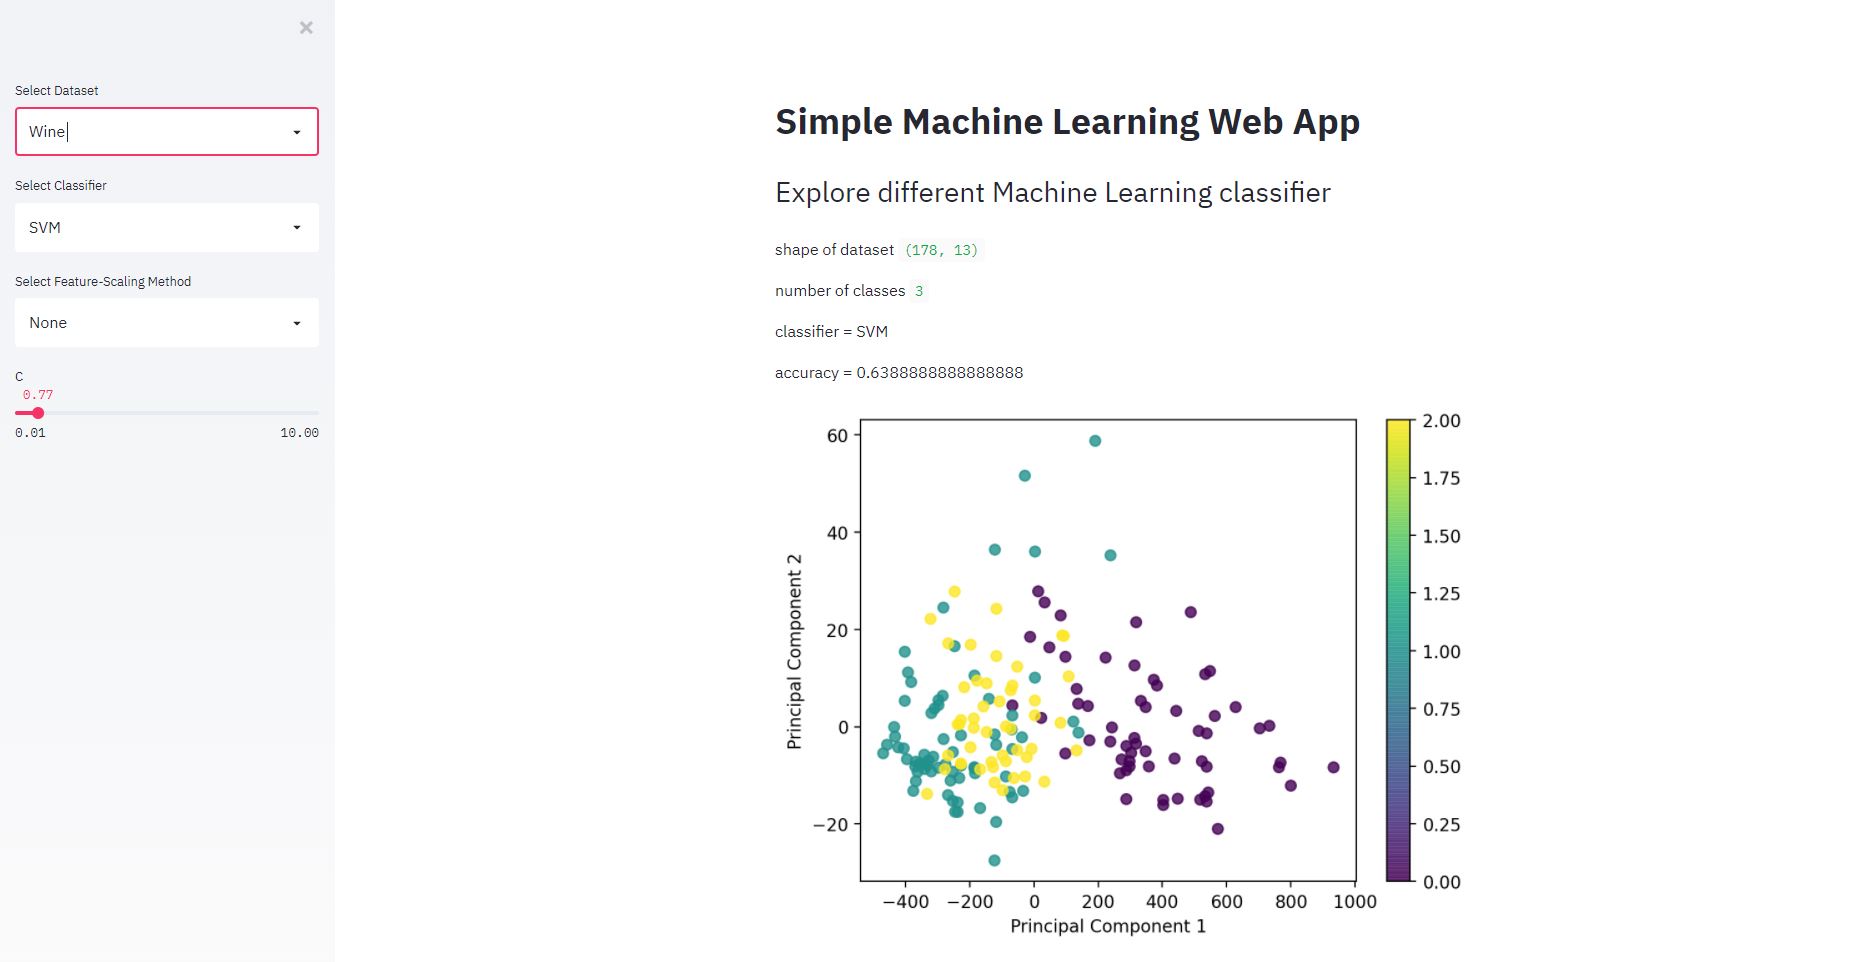 ×
Select Dataset
Wine
Select Classifier
SVM
Select Feature-Scaling Method
None
C
0.77
0.01 10.00
Simple Machine Learning Web App
Explore different Machine Learning classifier
shape of dataset (178, 13)
number of classes 3
classifier = SVM
accuracy = 0.6388888888888888
60
40
20
0
−20
Principal Component 2
−400 −200 0 200 400 600 800 1000
Principal Component 1
2.00
1.75
1.50
1.25
1.00
0.75
0.50
0.25
0.00